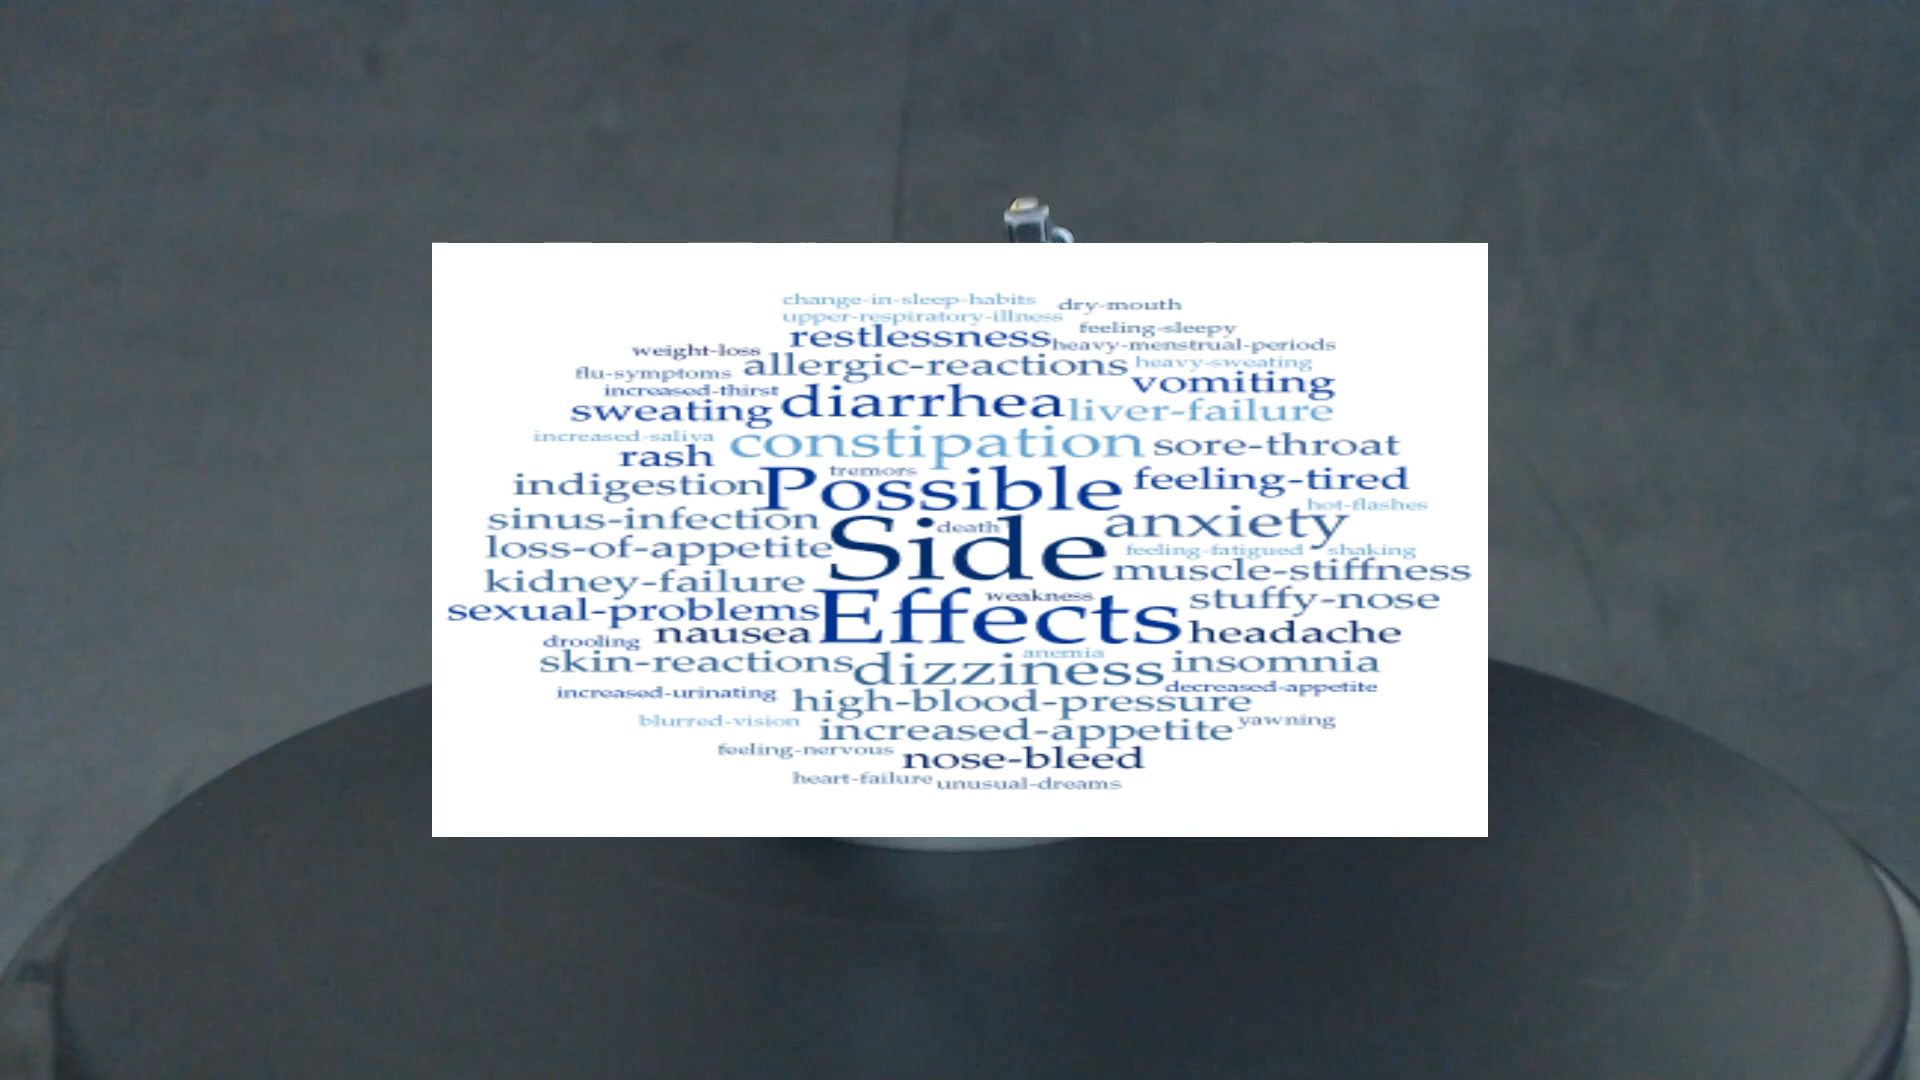 change-in-sleep-habits dry-mouth
upper-respiratory-illness
restlessness feeling-sleepy
heavy-menstrual-periods
weight-loss allergic-reactions heavy-sweating
flu-symptoms vomiting
increased-thirst diarrhea
sweating liver-failure
increased-saliva constipation sore-throat
rash tremors
indigestion Possible feeling-tired
hot-flashes
sinus-infection death anxiety
loss-of-appetite Side feeling-fatigued shaking
kidney-failure muscle-stiffness
weakness stuffy-nose
sexual-problems Effects
drooling nausea headache
anemia
skin-reactions dizziness insomnia
increased-urinating decreased-appetite
high-blood-pressure
blurred-vision increased-appetite yawning
feeling-nervous nose-bleed
heart-failure unusual-dreams